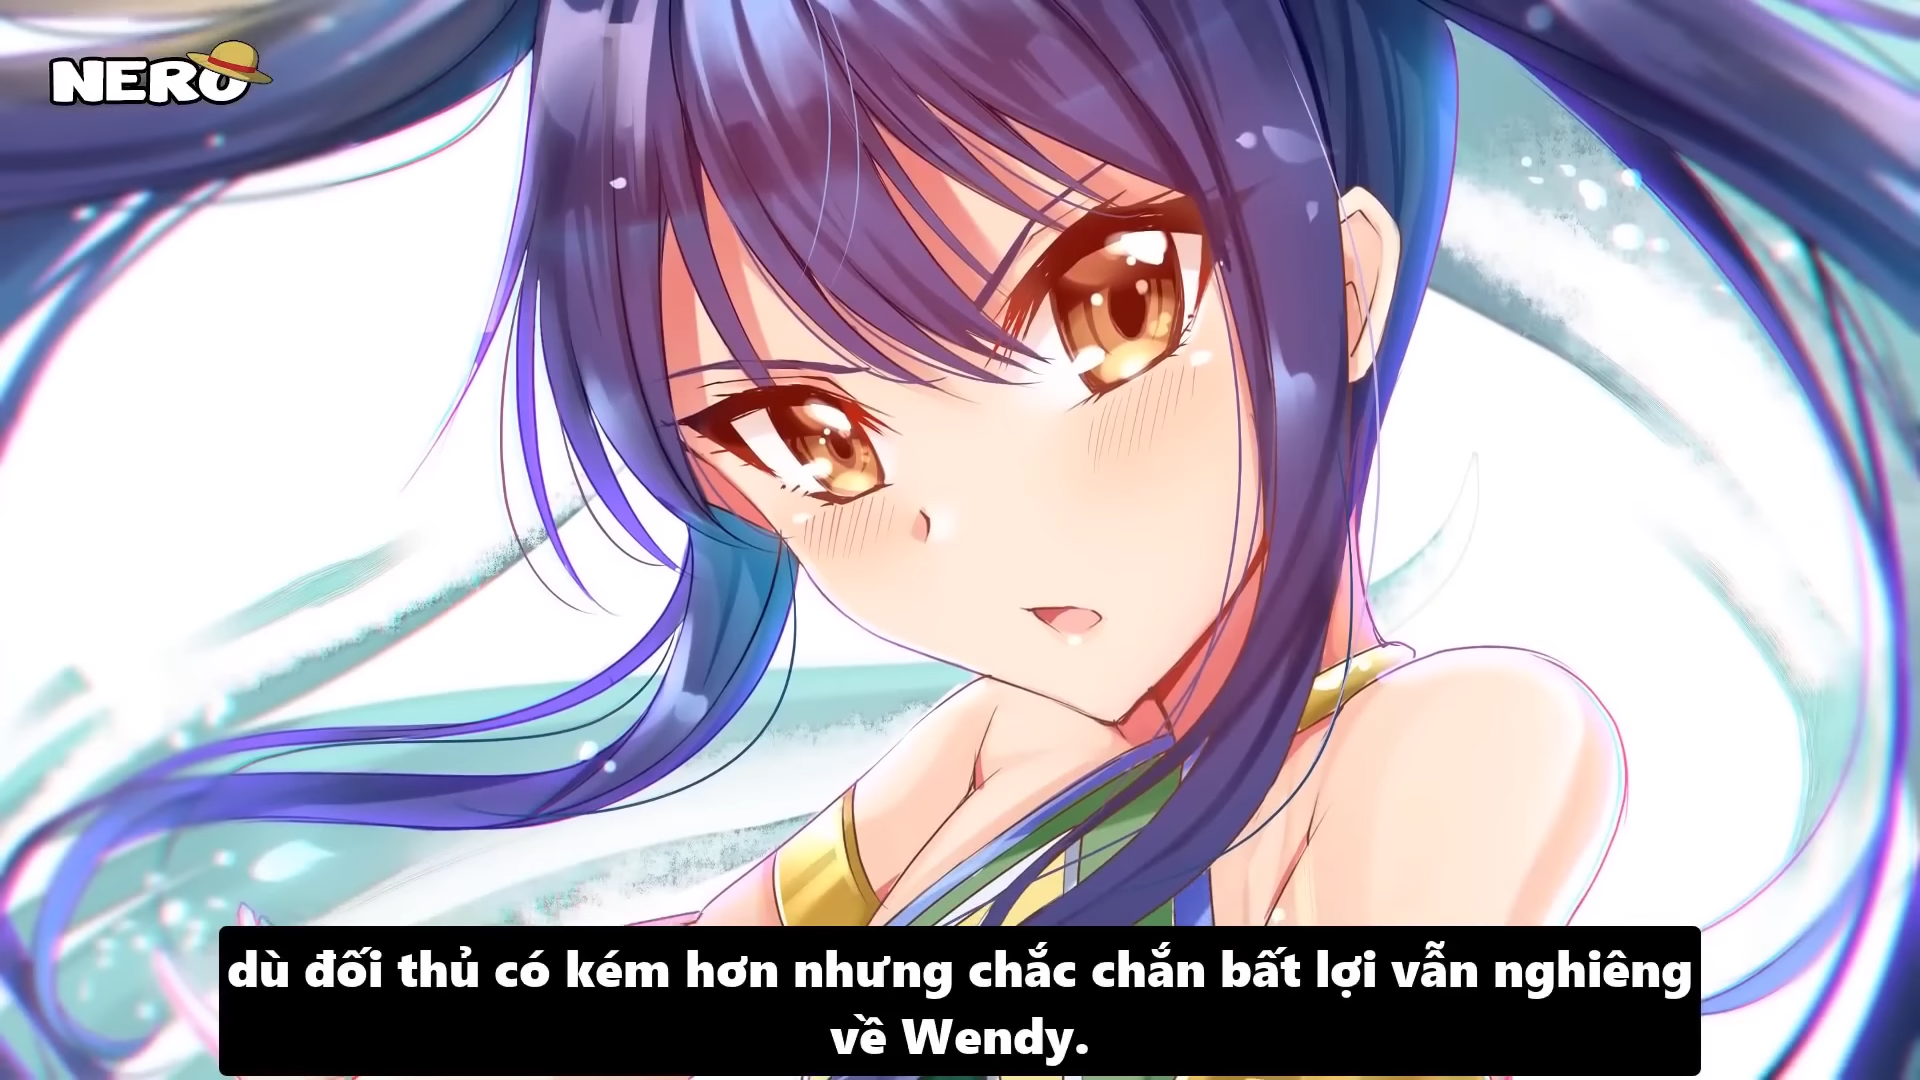 NERO
dù đối thủ có kém hơn nhưng chắc chắn bất lợi vẫn nghiêng
về Wendy.